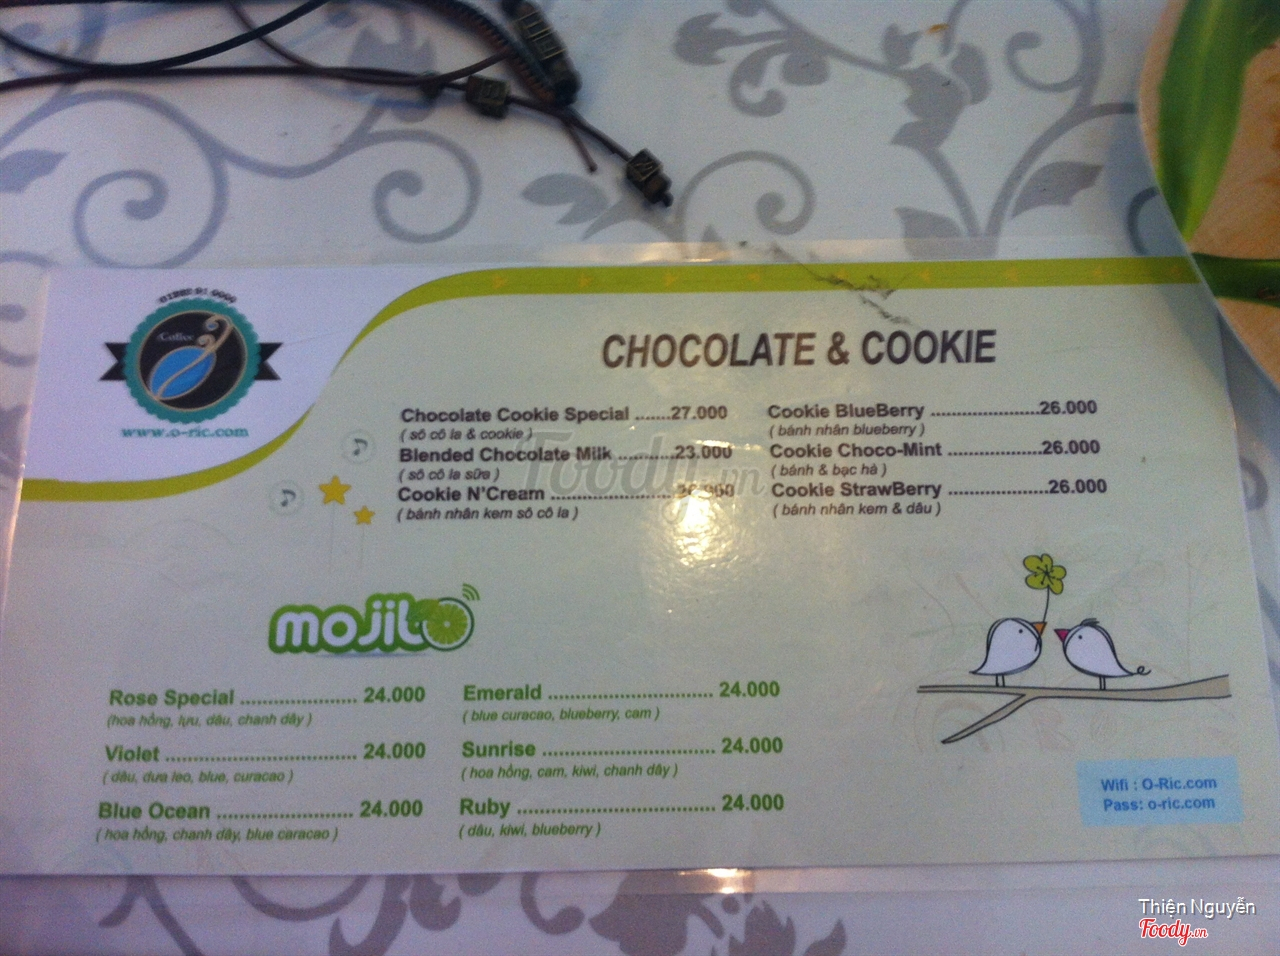 Coffee
www.o-ric.com
CHOCOLATE & COOKIE
Chocolate Cookie Special .......27.000
( sô cô la & cookie )
Blended Chocolate Milk ...........23.000
( sô cô la sữa )
Cookie N'Cream ........................
( bánh nhân kem sô cô la )
Cookie BlueBerry ......................26.000
( bánh nhân blueberry )
Cookie Choco-Mint ...................26.000
( bánh & bạc hà )
Cookie StrawBerry ....................26.000
( bánh nhân kem & dâu )
Foody.vn
mojito
Rose Special ..................... 24.000
(hoa hồng, lựu, dâu, chanh dây )
Violet ................................... 24.000
( dâu, dưa leo, blue, curacao )
Blue Ocean ......................... 24.000
( hoa hồng, chanh dây, blue caracao )
Emerald .............................. 24.000
( blue curacao, blueberry, cam )
Sunrise ................................ 24.000
( hoa hồng, cam, kiwi, chanh dây )
Ruby .................................... 24.000
( dâu, kiwi, blueberry )
Wifi : O-Ric.com
Pass: o-ric.com
Thiện Nguyễn
Foody.vn